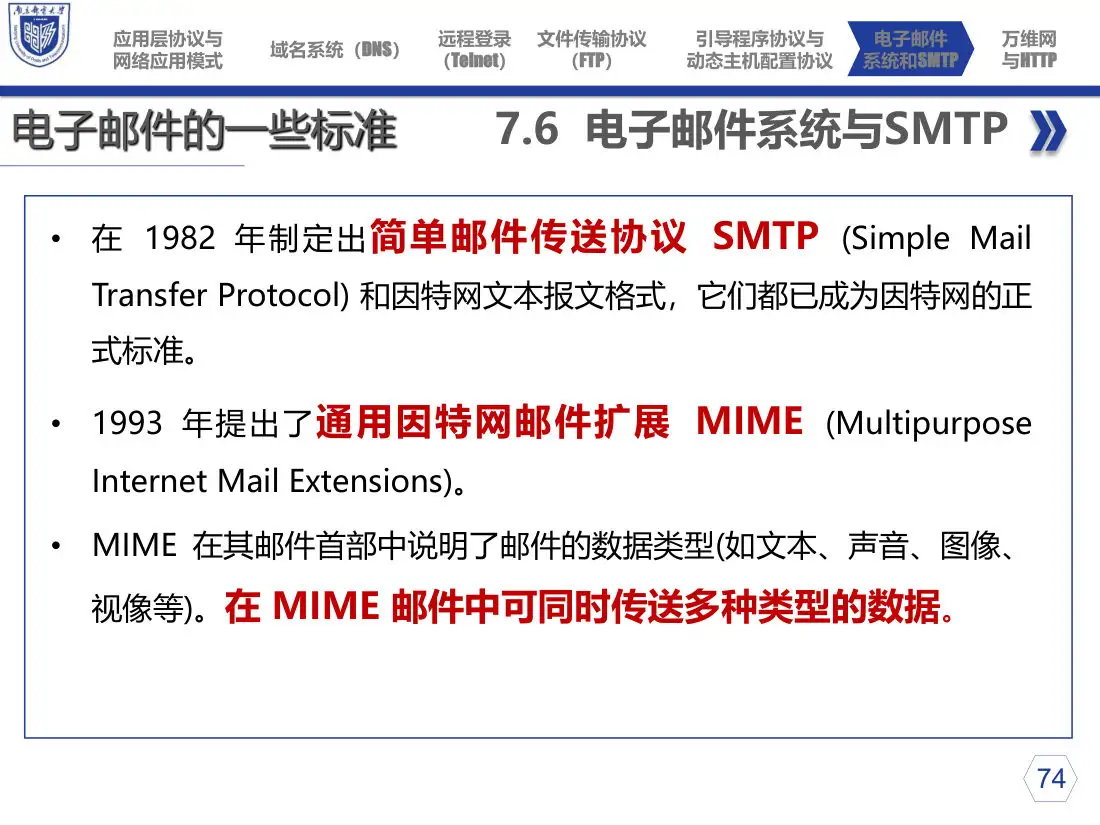 南京邮电大学
应用层协议与
网络应用模式
域名系统（DNS）
远程登录
（Telnet）
文件传输协议
（FTP）
引导程序协议与
动态主机配置协议
电子邮件
系统和SMTP
万维网
与HTTP
电子邮件的一些标准
7.6 电子邮件系统与SMTP
• 在 1982 年制定出简单邮件传送协议 SMTP (Simple Mail
Transfer Protocol) 和因特网文本报文格式，它们都已成为因特网的正
式标准。
• 1993 年提出了通用因特网邮件扩展 MIME (Multipurpose
Internet Mail Extensions)。
• MIME 在其邮件首部中说明了邮件的数据类型(如文本、声音、图像、
视像等)。在 MIME 邮件中可同时传送多种类型的数据。
74